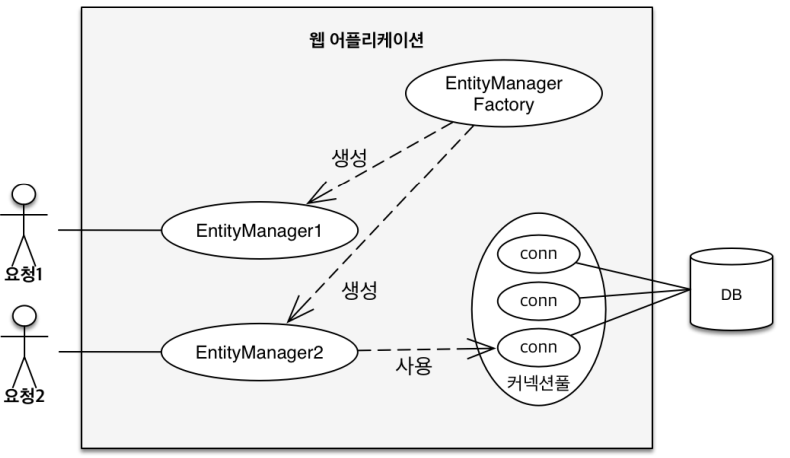 웹 어플리케이션
EntityManager
Factory
생성
EntityManager1
요청1
conn
생성
conn
DB
EntityManager2
conn
사용
커넥션풀
요청2